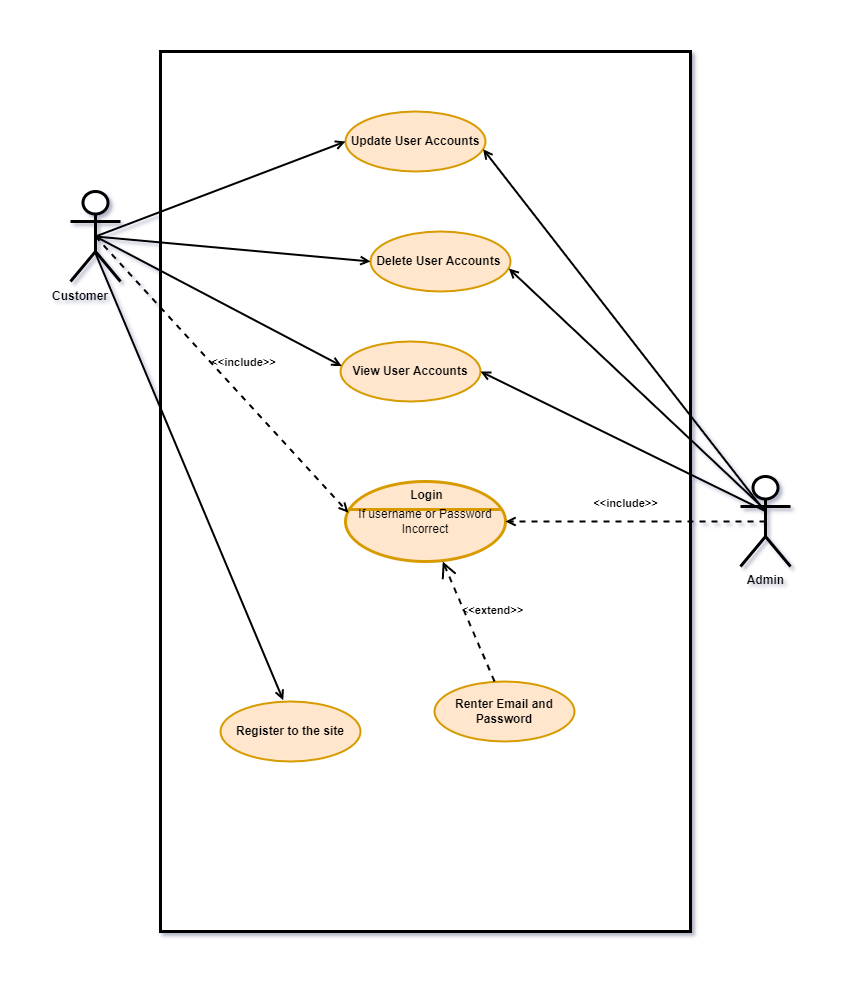 Update User Accounts
Delete User Accounts
Customer
<<include>>
View User Accounts
Login
If username or Password
Incorrect
<<include>>
Admin
<<extend>>
Renter Email and
Password
Register to the site